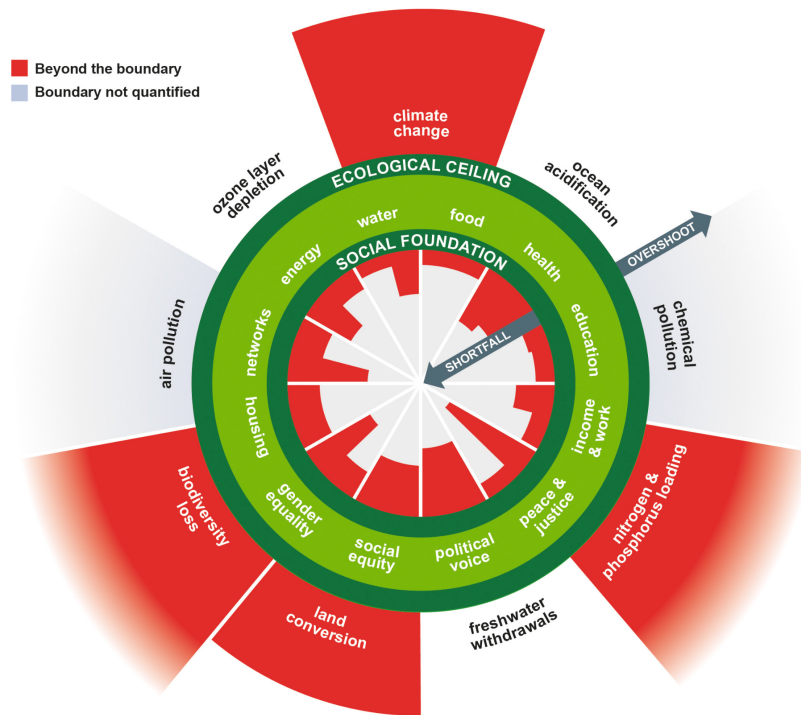 Beyond the boundary
Boundary not quantified
climate
change
ozone layer
depletion
ECOLOGICAL CEILING
ocean
acidification
water
food
energy
SOCIAL FOUNDATION
health
OVERSHOOT
air pollution
networks
SHORTFALL
education
chemical
pollution
housing
income
& work
biodiversity
loss
gender
equality
social
equity
political
voice
peace &
justice
nitrogen &
phosphorus loading
land
conversion
freshwater
withdrawals